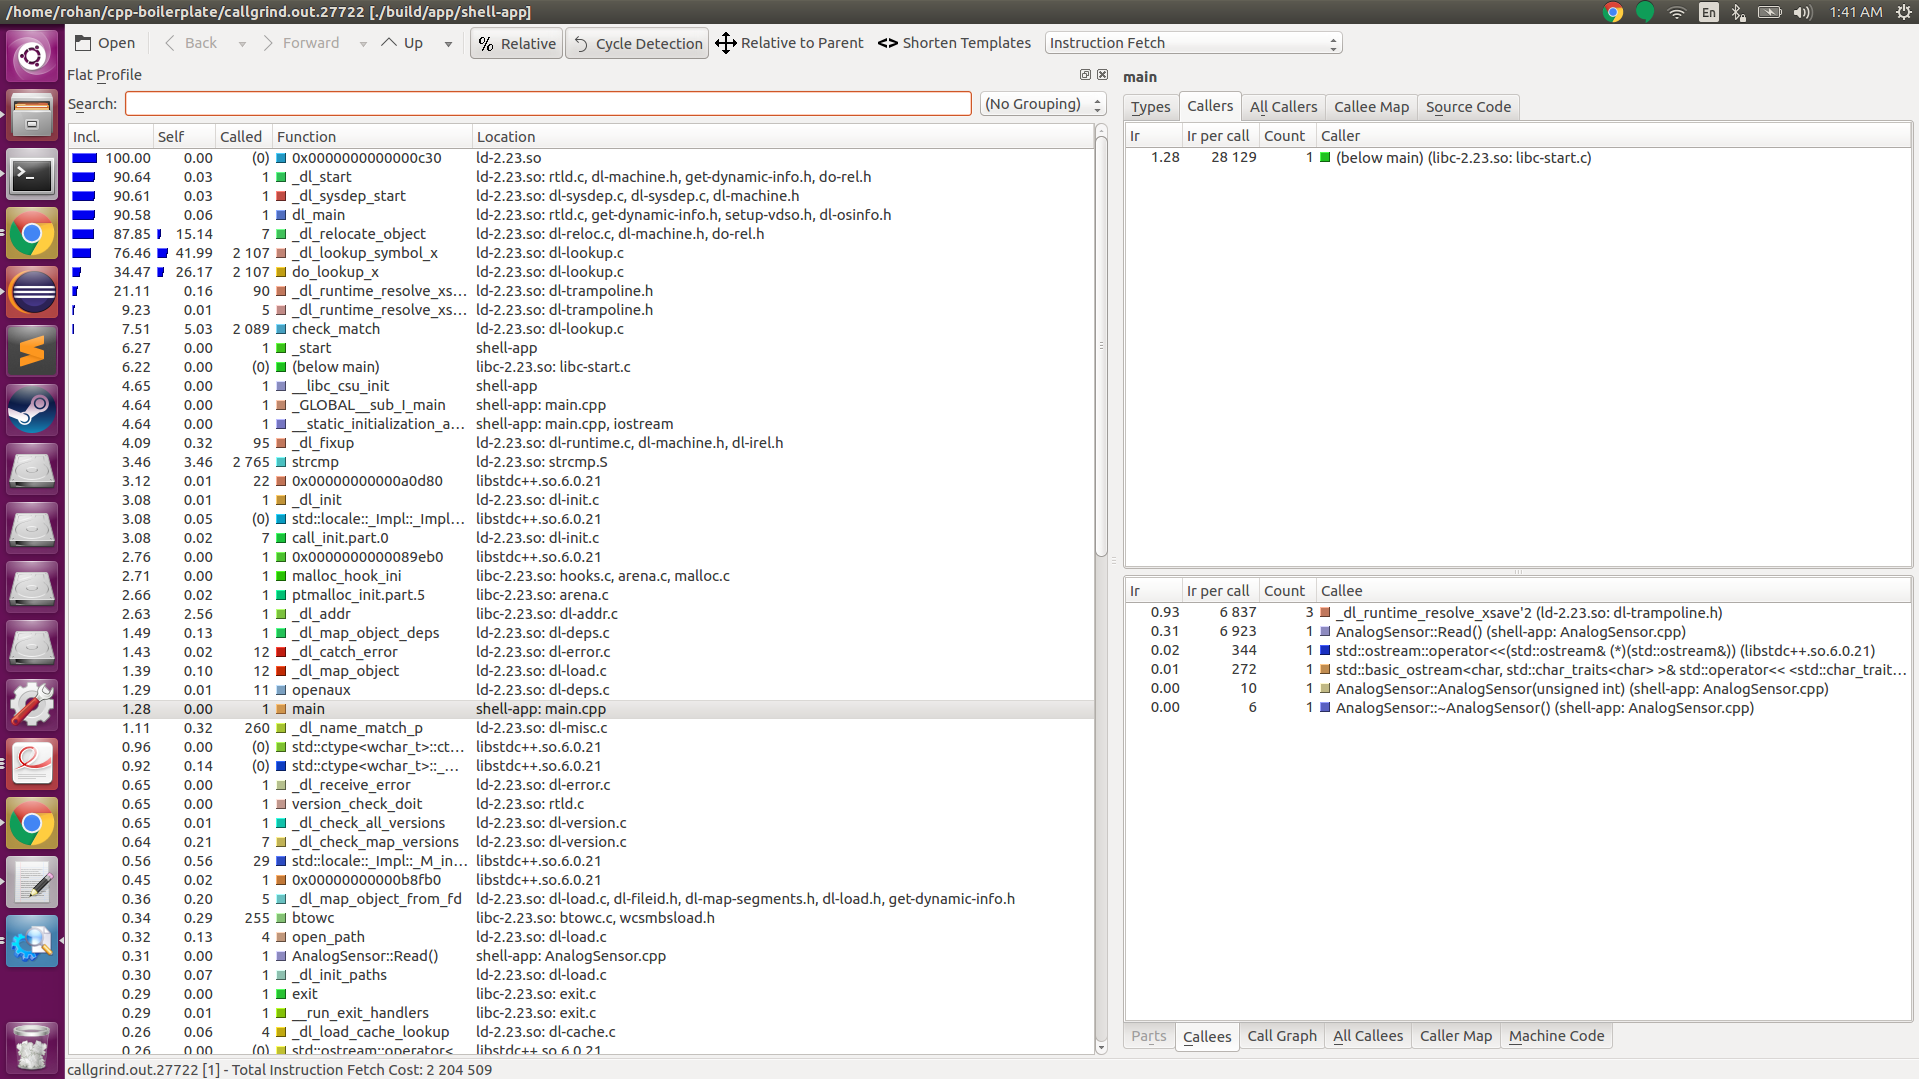 /home/rohan/cpp-boilerplate/callgrind.out.27722 [./build/app/shell-app]
En
1:41 AM
Open Back Forward Up % Relative Cycle Detection Relative to Parent <> Shorten Templates Instruction Fetch
Flat Profile
Search: (No Grouping)
Incl. Self Called Function Location
100.00 0.00 (0) 0x0000000000000c30 ld-2.23.so
90.64 0.03 1 _dl_start ld-2.23.so: rtld.c, dl-machine.h, get-dynamic-info.h, do-rel.h
90.61 0.03 1 _dl_sysdep_start ld-2.23.so: dl-sysdep.c, dl-sysdep.c, dl-machine.h
90.58 0.06 1 dl_main ld-2.23.so: rtld.c, get-dynamic-info.h, setup-vdso.h, dl-osinfo.h
87.85 15.14 7 _dl_relocate_object ld-2.23.so: dl-reloc.c, dl-machine.h, do-rel.h
76.46 41.99 2 107 _dl_lookup_symbol_x ld-2.23.so: dl-lookup.c
34.47 26.17 2 107 do_lookup_x ld-2.23.so: dl-lookup.c
21.11 0.16 90 _dl_runtime_resolve_xs... ld-2.23.so: dl-trampoline.h
9.23 0.01 5 _dl_runtime_resolve_xs... ld-2.23.so: dl-trampoline.h
7.51 5.03 2 089 check_match ld-2.23.so: dl-lookup.c
6.27 0.00 1 _start shell-app
6.22 0.00 (0) (below main) libc-2.23.so: libc-start.c
4.65 0.00 1 __libc_csu_init shell-app
4.64 0.00 1 _GLOBAL__sub_I_main shell-app: main.cpp
4.64 0.00 1 __static_initialization_a... shell-app: main.cpp, iostream
4.09 0.32 95 _dl_fixup ld-2.23.so: dl-runtime.c, dl-machine.h, dl-irel.h
3.46 3.46 2 765 strcmp ld-2.23.so: strcmp.S
3.12 0.01 22 0x00000000000a0d80 libstdc++.so.6.0.21
3.08 0.01 1 _dl_init ld-2.23.so: dl-init.c
3.08 0.05 (0) std::locale::_Impl::_Impl... libstdc++.so.6.0.21
3.08 0.02 7 call_init.part.0 ld-2.23.so: dl-init.c
2.76 0.00 1 0x0000000000089eb0 libstdc++.so.6.0.21
2.71 0.00 1 malloc_hook_ini libc-2.23.so: hooks.c, arena.c, malloc.c
2.66 0.02 1 ptmalloc_init.part.5 libc-2.23.so: arena.c
2.63 2.56 1 _dl_addr libc-2.23.so: dl-addr.c
1.49 0.13 1 _dl_map_object_deps ld-2.23.so: dl-deps.c
1.43 0.02 12 _dl_catch_error ld-2.23.so: dl-error.c
1.39 0.10 12 _dl_map_object ld-2.23.so: dl-load.c
1.29 0.01 11 openaux ld-2.23.so: dl-deps.c
1.28 0.00 1 main shell-app: main.cpp
1.11 0.32 260 _dl_name_match_p ld-2.23.so: dl-misc.c
0.96 0.00 (0) std::ctype<wchar_t>::ct... libstdc++.so.6.0.21
0.92 0.14 (0) std::ctype<wchar_t>::_... libstdc++.so.6.0.21
0.65 0.00 1 _dl_receive_error ld-2.23.so: dl-error.c
0.65 0.00 1 version_check_doit ld-2.23.so: rtld.c
0.65 0.01 1 _dl_check_all_versions ld-2.23.so: dl-version.c
0.64 0.21 7 _dl_check_map_versions ld-2.23.so: dl-version.c
0.56 0.56 29 std::locale::_Impl::_M_in... libstdc++.so.6.0.21
0.45 0.02 1 0x00000000000b8fb0 libstdc++.so.6.0.21
0.36 0.20 5 _dl_map_object_from_fd ld-2.23.so: dl-load.c, dl-fileid.h, dl-map-segments.h, dl-load.h, get-dynamic-info.h
0.34 0.29 255 btowc libc-2.23.so: btowc.c, wcsmbsload.h
0.32 0.13 4 open_path ld-2.23.so: dl-load.c
0.31 0.00 1 AnalogSensor::Read() shell-app: AnalogSensor.cpp
0.30 0.07 1 _dl_init_paths ld-2.23.so: dl-load.c
0.29 0.00 1 exit libc-2.23.so: exit.c
0.29 0.01 1 __run_exit_handlers libc-2.23.so: exit.c
0.26 0.06 4 _dl_load_cache_lookup ld-2.23.so: dl-cache.c
0.26 0.00 (0) std::ostream::operator< libstdc++.so.6.0.21
main
Types Callers All Callers Callee Map Source Code
Ir Ir per call Count Caller
1.28 28 129 1 (below main) (libc-2.23.so: libc-start.c)
Ir Ir per call Count Callee
0.93 6 837 3 _dl_runtime_resolve_xsave'2 (ld-2.23.so: dl-trampoline.h)
0.31 6 923 1 AnalogSensor::Read() (shell-app: AnalogSensor.cpp)
0.02 344 1 std::ostream::operator<<(std::ostream& (*)(std::ostream&)) (libstdc++.so.6.0.21)
0.01 272 1 std::basic_ostream<char, std::char_traits<char> >& std::operator<< <std::char_trait...
0.00 10 1 AnalogSensor::AnalogSensor(unsigned int) (shell-app: AnalogSensor.cpp)
0.00 6 1 AnalogSensor::~AnalogSensor() (shell-app: AnalogSensor.cpp)
Parts Callees Call Graph All Callees Caller Map Machine Code
callgrind.out.27722 [1] - Total Instruction Fetch Cost: 2 204 509